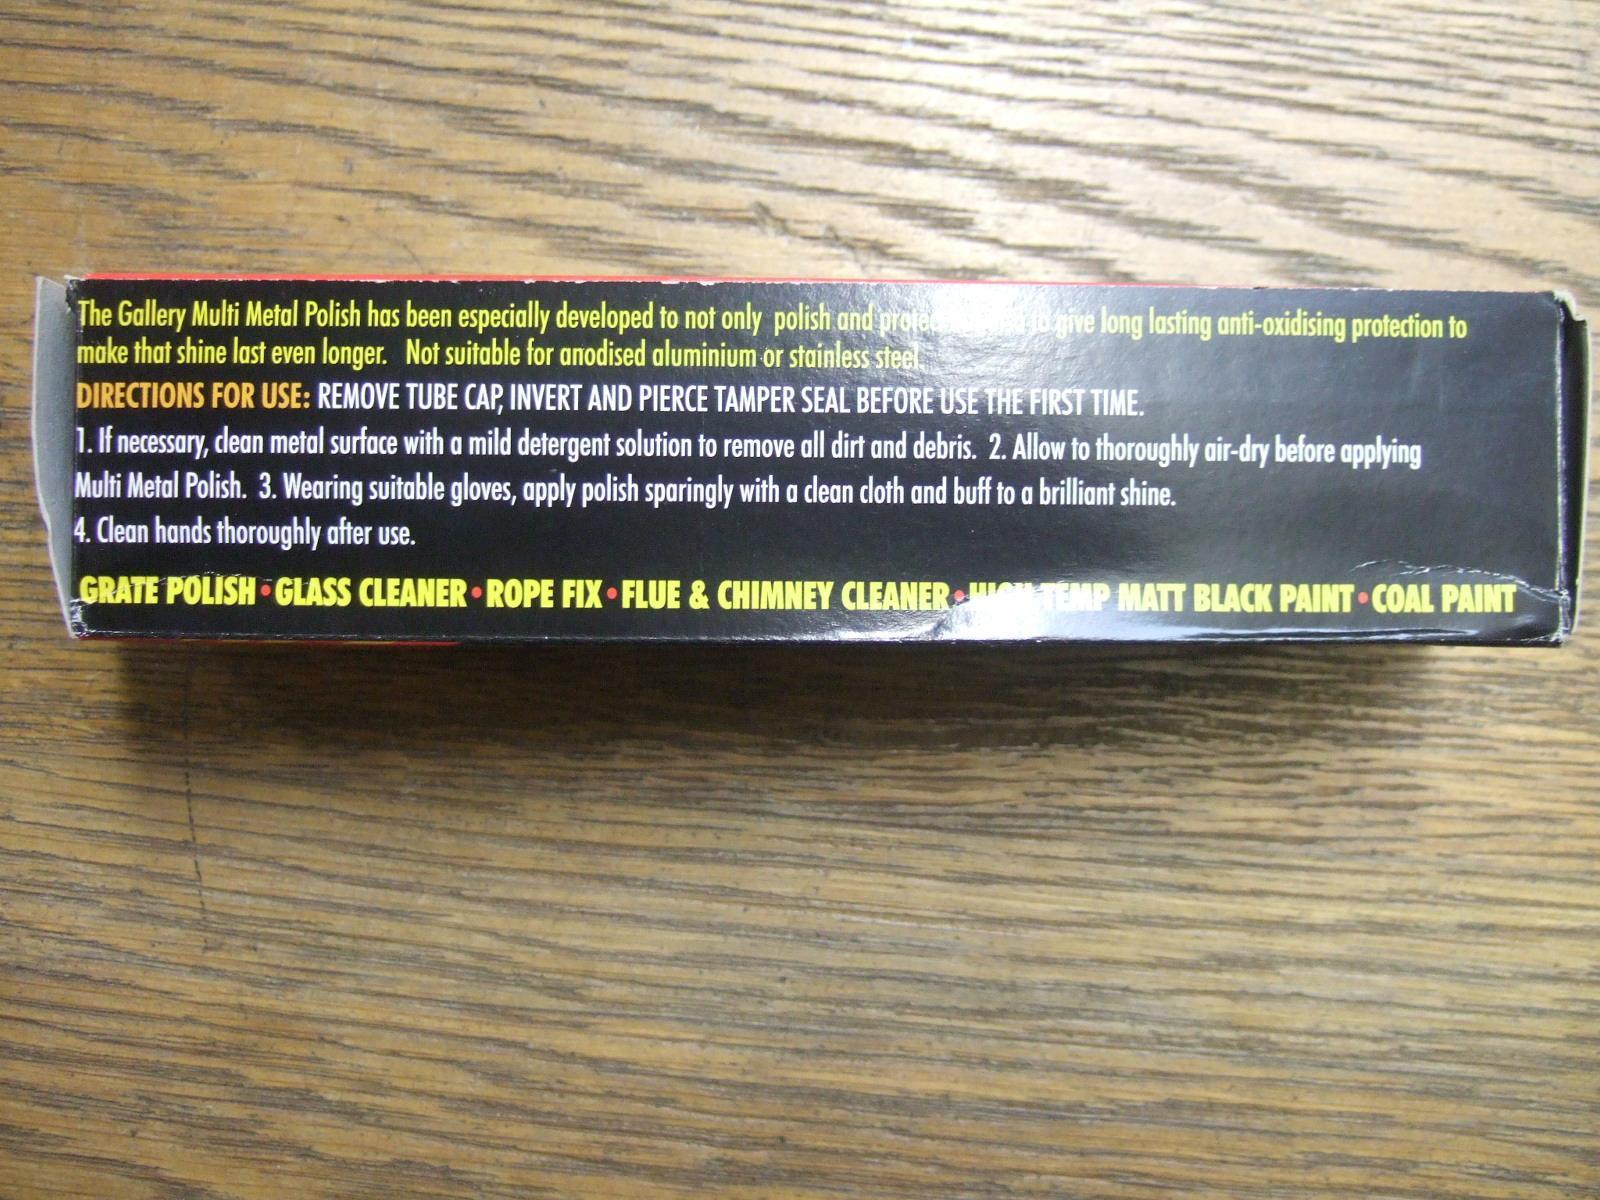 The Gallery Multi Metal Polish has been especially developed to not only polish and to give long lasting anti-oxidising protection to
make that shine last even longer. Not suitable for anodised aluminium or stainless steel.
DIRECTIONS FOR USE: REMOVE TUBE CAP, INVERT AND PIERCE TAMPER SEAL BEFORE USE THE FIRST TIME.
1. If necessary, clean metal surface with a mild detergent solution to remove all dirt and debris. 2. Allow to thoroughly air-dry before applying
Multi Metal Polish. 3. Wearing suitable gloves, apply polish sparingly with a clean cloth and buff to a brilliant shine.
4. Clean hands thoroughly after use.
GRATE POLISH • GLASS CLEANER • ROPE FIX • FLUE & CHIMNEY CLEANER • HIGH TEMP MATT BLACK PAINT • COAL PAINT